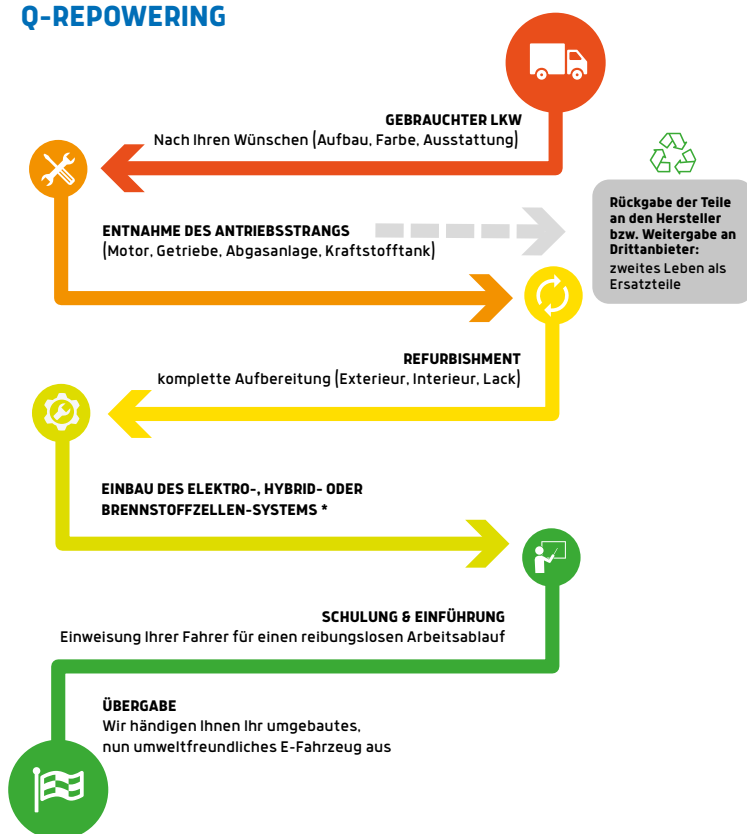 Q-REPOWERING
GEBRAUCHTER LKW
Nach Ihren Wünschen (Aufbau, Farbe, Ausstattung)
ENTNAHME DES ANTRIEBSSTRANGS
(Motor, Getriebe, Abgasanlage, Kraftstofftank)
Rückgabe der Teile
an den Hersteller
bzw. Weitergabe an
Drittanbieter:
zweites Leben als
Ersatzteile
REFURBISHMENT
komplette Aufbereitung (Exterieur, Interieur, Lack)
EINBAU DES ELEKTRO-, HYBRID- ODER
BRENNSTOFFZELLEN-SYSTEMS *
SCHULUNG & EINFÜHRUNG
Einweisung Ihrer Fahrer für einen reibungslosen Arbeitsablauf
ÜBERGABE
Wir händigen Ihnen Ihr umgebautes,
nun umweltfreundliches E-Fahrzeug aus